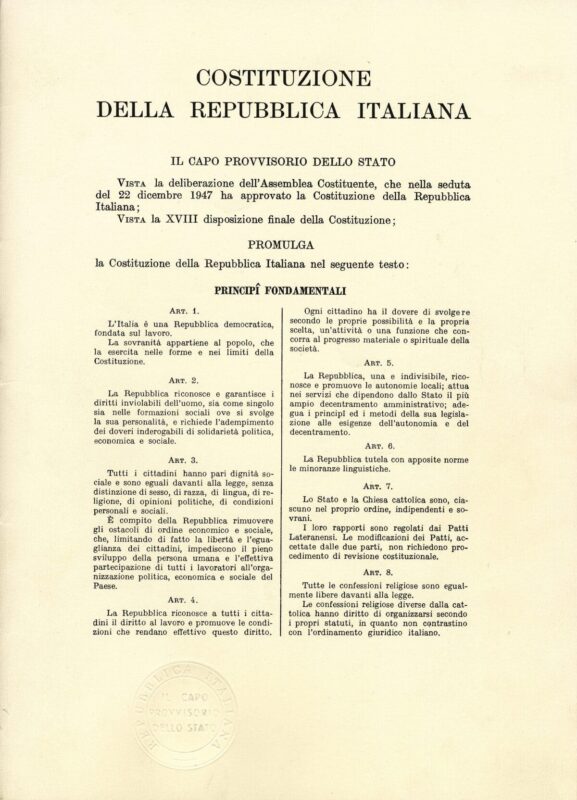 COSTITUZIONE
DELLA REPUBBLICA ITALIANA
IL CAPO PROVVISORIO DELLO STATO
VISTA la deliberazione dell'Assemblea Costituente, che nella seduta
del 22 dicembre 1947 ha approvato la Costituzione della Repubblica
Italiana;
VISTA la XVIII disposizione finale della Costituzione;
PROMULGA
la Costituzione della Repubblica Italiana nel seguente testo:
PRINCIPÎ FONDAMENTALI
ART. 1.
L'Italia é una Repubblica democratica,
fondata sul lavoro.
La sovranità appartiene al popolo, che
la esercita nelle forme e nei limiti della
Costituzione.
ART. 2.
La Repubblica riconosce e garantisce i
diritti inviolabili dell'uomo, sia come singolo
sia nelle formazioni sociali ove si svolge
la sua personalità, e richiede l'adempimento
dei doveri inderogabili di solidarietà politica,
economica e sociale.
ART. 3.
Tutti i cittadini hanno pari dignità so-
ciale e sono eguali davanti alla legge, senza
distinzione di sesso, di razza, di lingua, di re-
ligione, di opinioni politiche, di condizioni
personali e sociali.
È compito della Repubblica rimuovere
gli ostacoli di ordine economico e sociale,
che, limitando di fatto la libertà e l'egua-
glianza dei cittadini, impediscono il pieno
sviluppo della persona umana e l'effettiva
partecipazione di tutti i lavoratori all'or-
ganizzazione politica, economica e sociale del
Paese.
ART. 4.
La Repubblica riconosce a tutti i citta-
dini il diritto al lavoro e promuove le condi-
zioni che rendano effettivo questo diritto.
Ogni cittadino ha il dovere di svolgere
secondo le proprie possibilità e la propria
scelta, un'attività o una funzione che con-
corra al progresso materiale o spirituale della
società.
ART. 5.
La Repubblica, una e indivisibile, rico-
nosce e promuove le autonomie locali; attua
nei servizi che dipendono dallo Stato il più
ampio decentramento amministrativo; ade-
gua i principî ed i metodi della sua legisla-
zione alle esigenze dell'autonomia e del
decentramento.
ART. 6.
La Repubblica tutela con apposite norme
le minoranze linguistiche.
ART. 7.
Lo Stato e la Chiesa cattolica sono, cia-
scuno nel proprio ordine, indipendenti e so-
vrani.
I loro rapporti sono regolati dai Patti
Lateranensi. Le modificazioni dei Patti, ac-
cettate dalle due parti, non richiedono pro-
cedimento di revisione costituzionale.
ART. 8.
Tutte le confessioni religiose sono egual-
mente libere davanti alla legge.
Le confessioni religiose diverse dalla cat-
tolica hanno diritto di organizzarsi secondo
i propri statuti, in quanto non contrastino
con l'ordinamento giuridico italiano.
REPUBBLICA ITALIANA
IL CAPO
PROVVISORIO
DELLO STATO